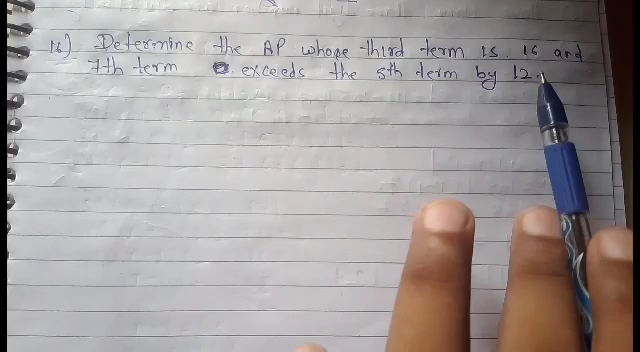 16) Determine the AP whose third term is 16 and
7th term exceeds the 5th term by 12.